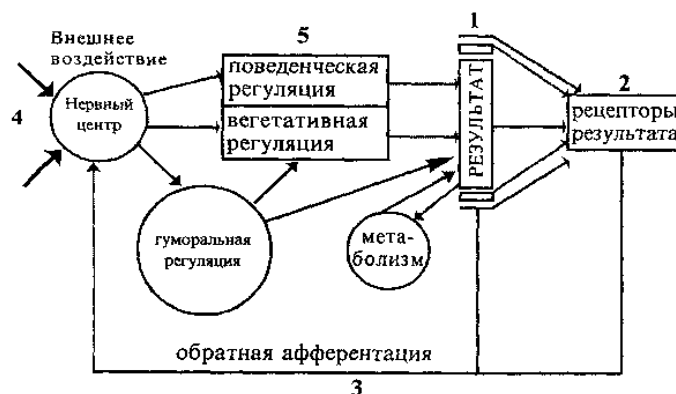 1
Внешнее
воздействие
5
4
Нервный
центр
поведенческая
регуляция
вегетативная
регуляция
РЕЗУЛЬТАТ
2
рецепторы
результата
гуморальная
регуляция
мета-
болизм
обратная афферентация
3